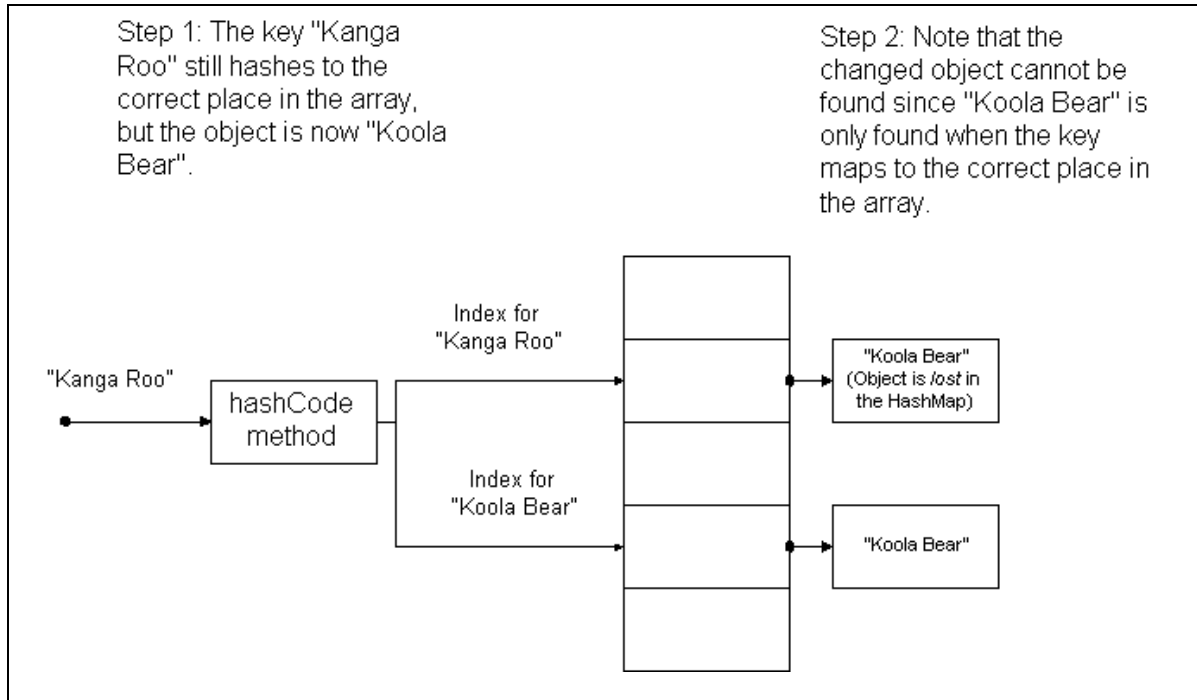 Step 1: The key "Kanga
Roo" still hashes to the
correct place in the array,
but the object is now "Koola
Bear".
Step 2: Note that the
changed object cannot be
found since "Koola Bear" is
only found when the key
maps to the correct place in
the array.
"Kanga Roo"
hashCode
method
Index for
"Kanga Roo"
Index for
"Koola Bear"
"Koola Bear"
(Object is lost in
the HashMap)
"Koola Bear"